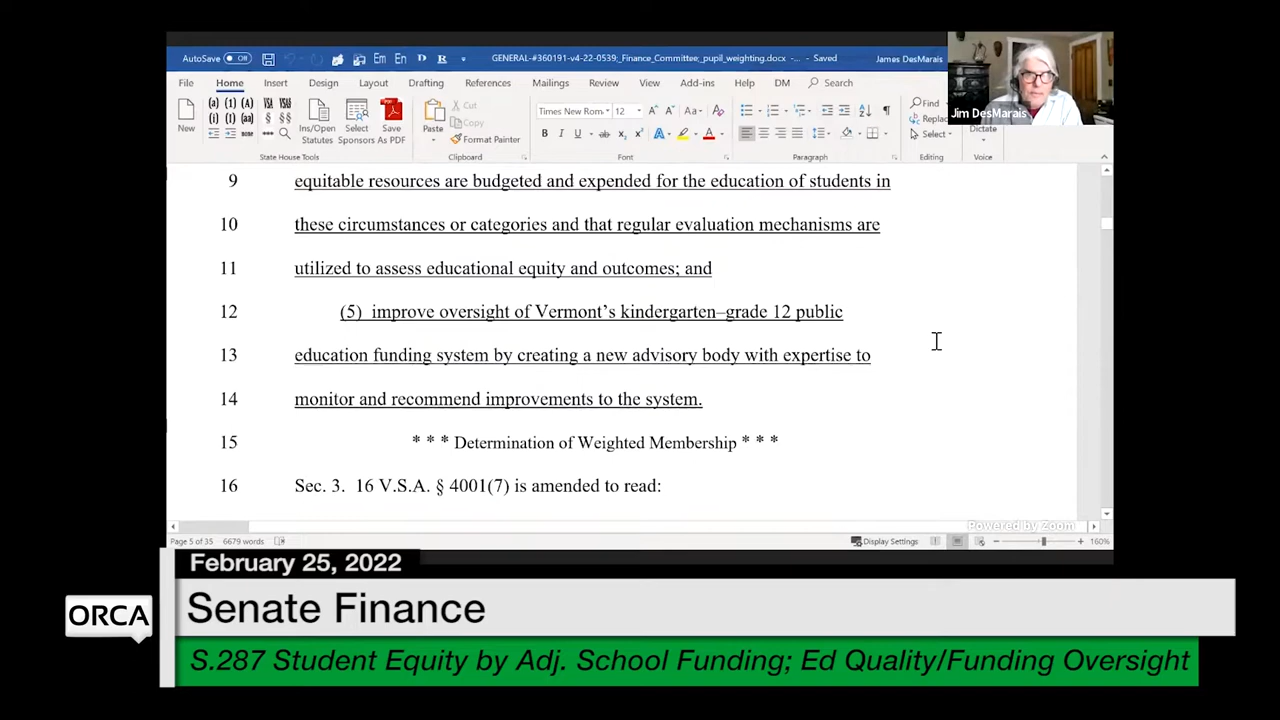 AutoSave Off
GENERAL-#360191-v4-22-0539;_Finance_Committee;_pupil_weighting.docx -... Saved
James DesMarais
File Home Insert Design Layout Drafting References Mailings Review View Help DM Search
New
Ins/Open Statutes
Select Sponsors
Save As PDF
Paste
Cut
Copy
Format Painter
Times New Rom 12
Find
Replac
Select
Dictate
State House Tools Clipboard Font Paragraph Editing Voice
Jim DesMarais
9 equitable resources are budgeted and expended for the education of students in
10 these circumstances or categories and that regular evaluation mechanisms are
11 utilized to assess educational equity and outcomes; and
12 (5) improve oversight of Vermont’s kindergarten–grade 12 public
13 education funding system by creating a new advisory body with expertise to
14 monitor and recommend improvements to the system.
15 * * * Determination of Weighted Membership * * *
16 Sec. 3. 16 V.S.A. § 4001(7) is amended to read:
Powered by Zoom
Page 5 of 35 6679 words Display Settings 160%
February 25, 2022
ORCA
Senate Finance
S.287 Student Equity by Adj. School Funding; Ed Quality/Funding Oversight